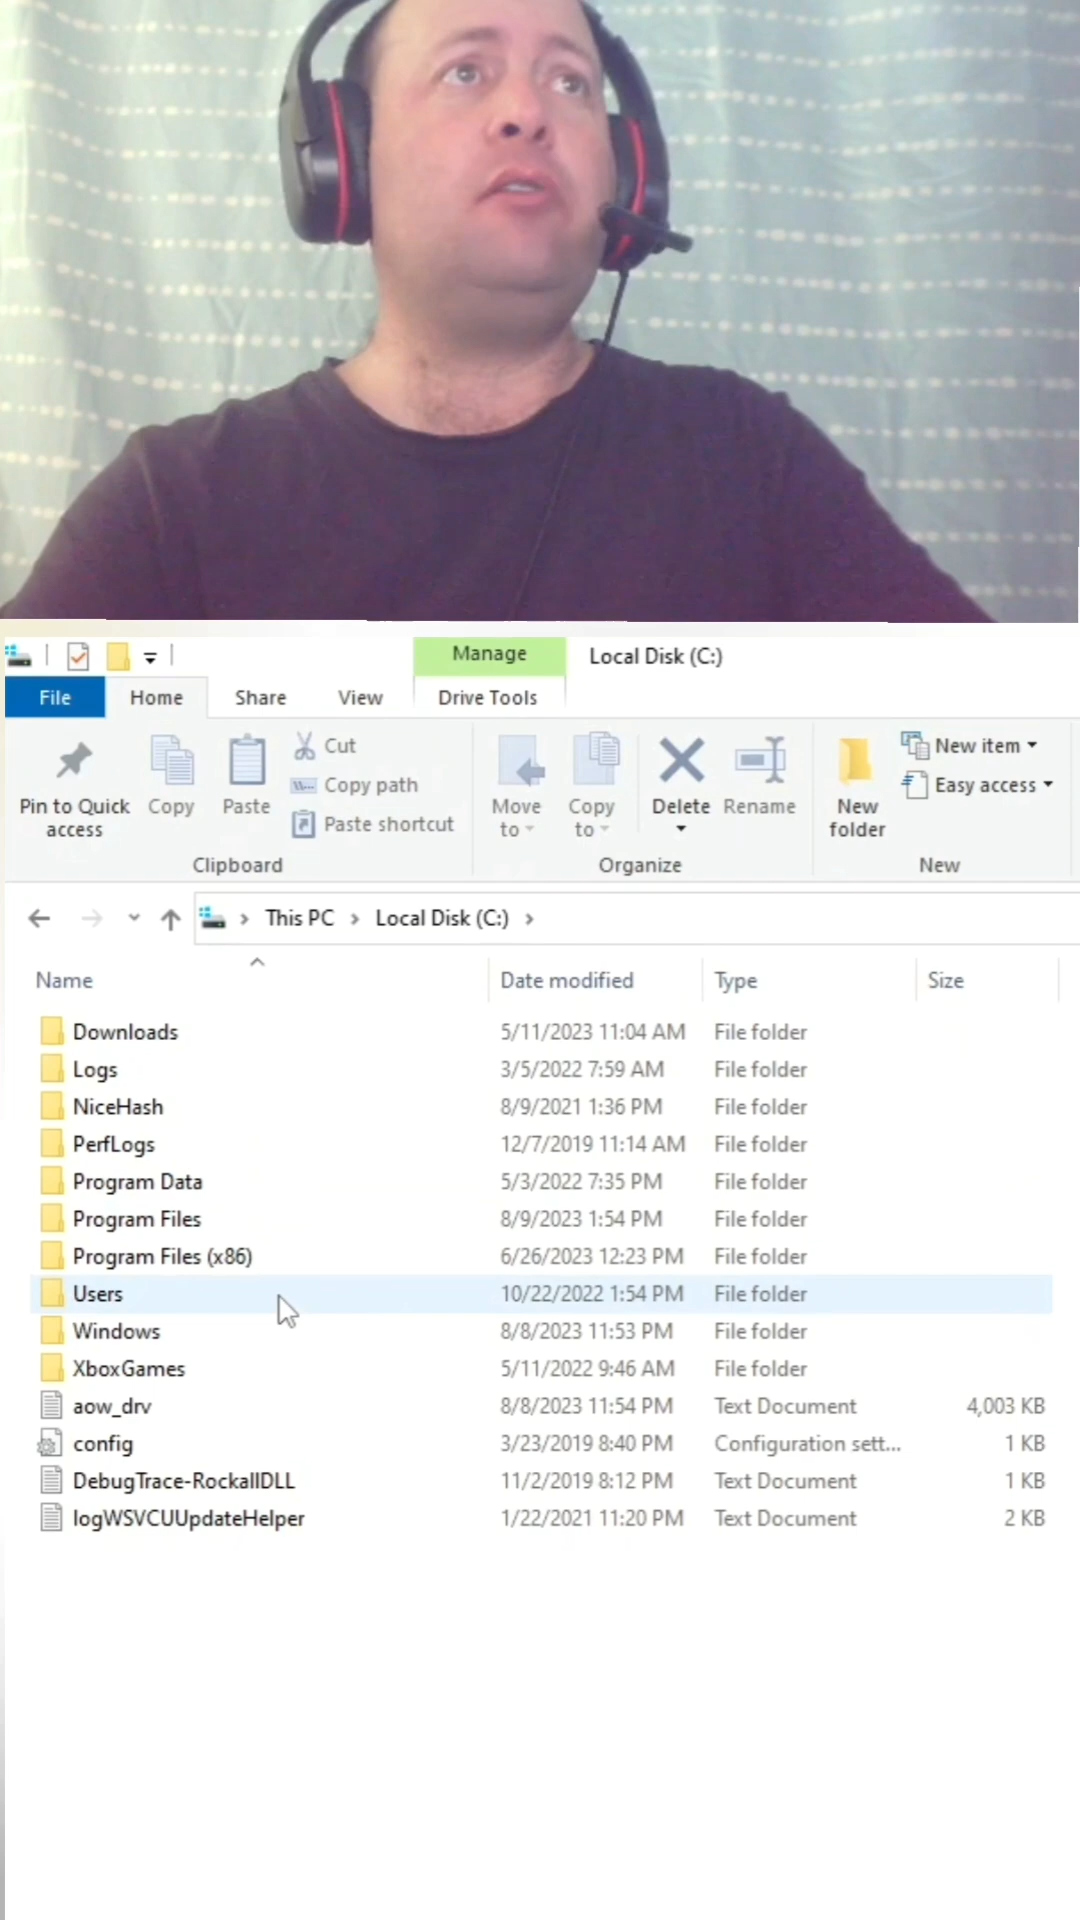 Manage
Local Disk (C:)
File
Home
Share
View
Drive Tools
Pin to Quick
access
Copy
Paste
Cut
Copy path
Paste shortcut
Clipboard
Move
to
Copy
to
Delete
Rename
Organize
New
folder
New item
Easy access
New
This PC > Local Disk (C:) >
Name Date modified Type Size
Downloads 5/11/2023 11:04 AM File folder
Logs 3/5/2022 7:59 AM File folder
NiceHash 8/9/2021 1:36 PM File folder
PerfLogs 12/7/2019 11:14 AM File folder
Program Data 5/3/2022 7:35 PM File folder
Program Files 8/9/2023 1:54 PM File folder
Program Files (x86) 6/26/2023 12:23 PM File folder
Users 10/22/2022 1:54 PM File folder
Windows 8/8/2023 11:53 PM File folder
XboxGames 5/11/2022 9:46 AM File folder
aow_drv 8/8/2023 11:54 PM Text Document 4,003 KB
config 3/23/2019 8:40 PM Configuration sett... 1 KB
DebugTrace-RockallDLL 11/2/2019 8:12 PM Text Document 1 KB
logWSVCUUpdateHelper 1/22/2021 11:20 PM Text Document 2 KB